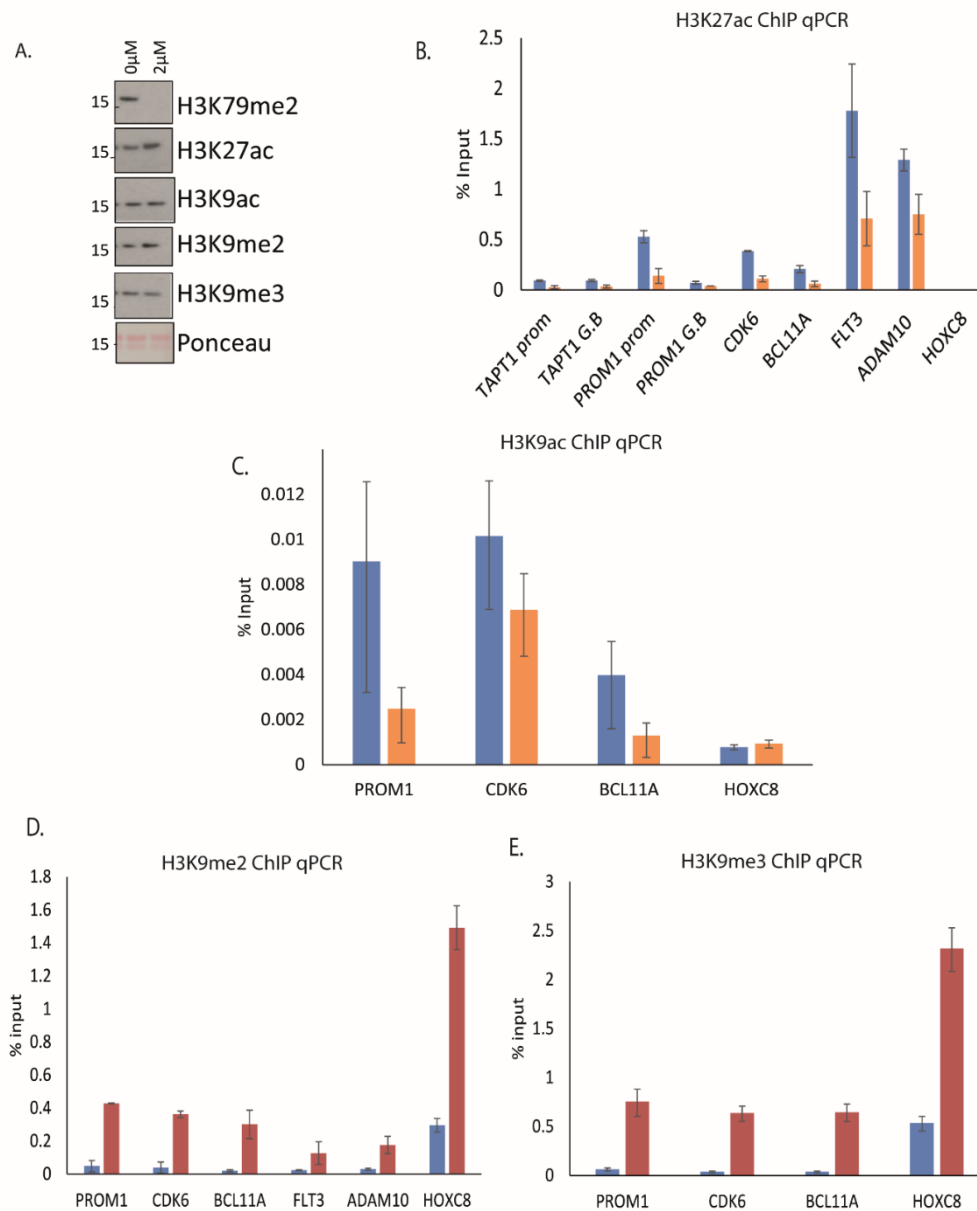 A.
0μM
2μM
15
H3K79me2
15
H3K27ac
15
H3K9ac
15
H3K9me2
15
H3K9me3
15
Ponceau
B.
H3K27ac ChIP qPCR
% Input
2.5
2
1.5
1
0.5
0
TAPT1 prom
TAPT1 G.B
PROM1 prom
PROM1 G.B
CDK6
BCL11A
FLT3
ADAM10
HOXC8
C.
H3K9ac ChIP qPCR
% Input
0.012
0.01
0.008
0.006
0.004
0.002
0
PROM1
CDK6
BCL11A
HOXC8
D.
H3K9me2 ChIP qPCR
% input
1.8
1.6
1.4
1.2
1
0.8
0.6
0.4
0.2
0
PROM1
CDK6
BCL11A
FLT3
ADAM10
HOXC8
E.
H3K9me3 ChIP qPCR
% input
3
2.5
2
1.5
1
0.5
0
PROM1
CDK6
BCL11A
HOXC8